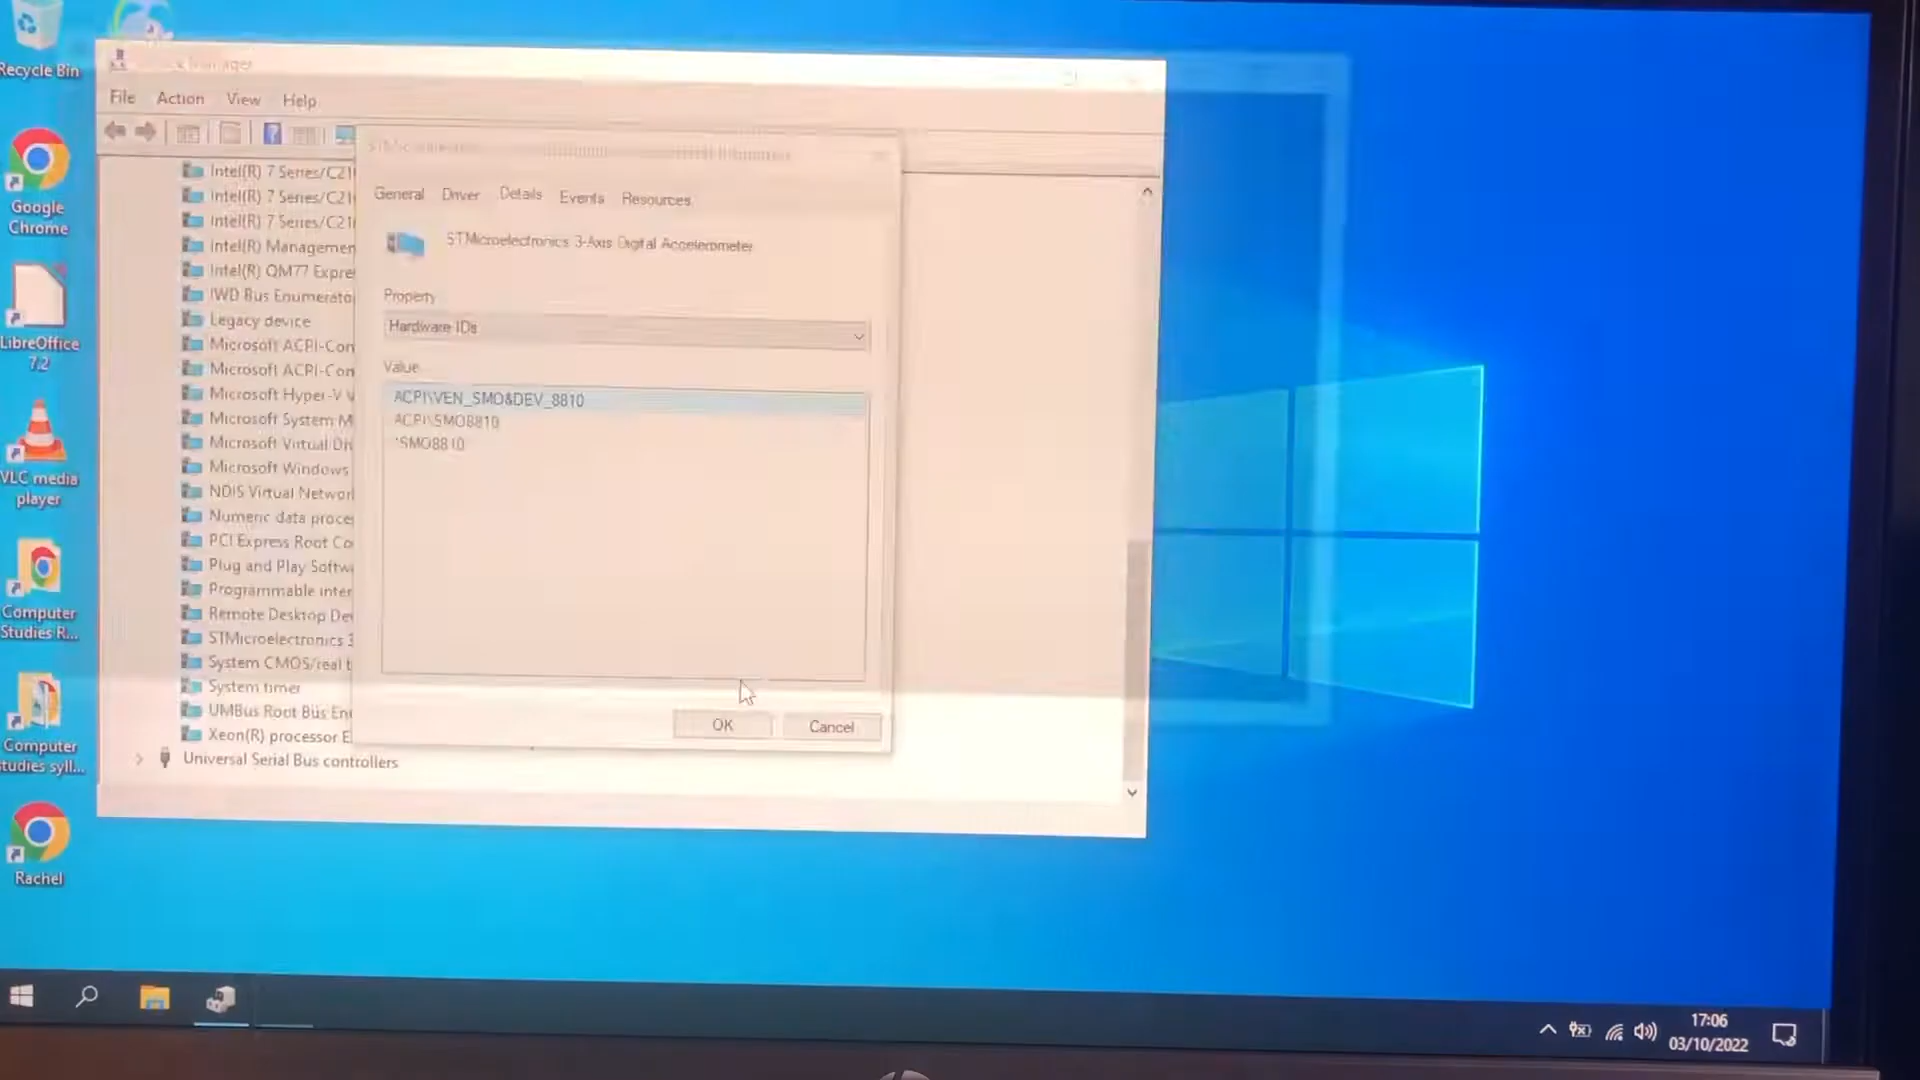 Recycle Bin
Google
Chrome
LibreOffice
7.2
VLC media
player
Computer
Studies R...
Computer
studies syll...
Rachel
Manager
File Action View Help
Intel(R) 7 Series/C21
Intel(R) 7 Series/C21
Intel(R) 7 Series/C21
Intel(R) Managemen
Intel(R) QM77 Expre
IWD Bus Enumerato
Legacy device
Microsoft ACPI-Con
Microsoft ACPI-Con
Microsoft Hyper-V V
Microsoft System M
Microsoft Virtual Dri
Microsoft Windows
NDIS Virtual Networ
Numeric data proce
PCI Express Root Co
Plug and Play Softw
Programmable inter
Remote Desktop Dev
STMicroelectronics 3
System CMOS/real t
System timer
UMBus Root Bus En
Xeon(R) processor E
Universal Serial Bus controllers
General Driver Details Events Resources
STMicroelectronics 3-Axis Digital Accelerometer
Property
Hardware IDs
Value
ACPI\VEN_SMO&DEV_8810
ACPI\SMO8810
*SMO8810
OK Cancel
17:06
03/10/2022